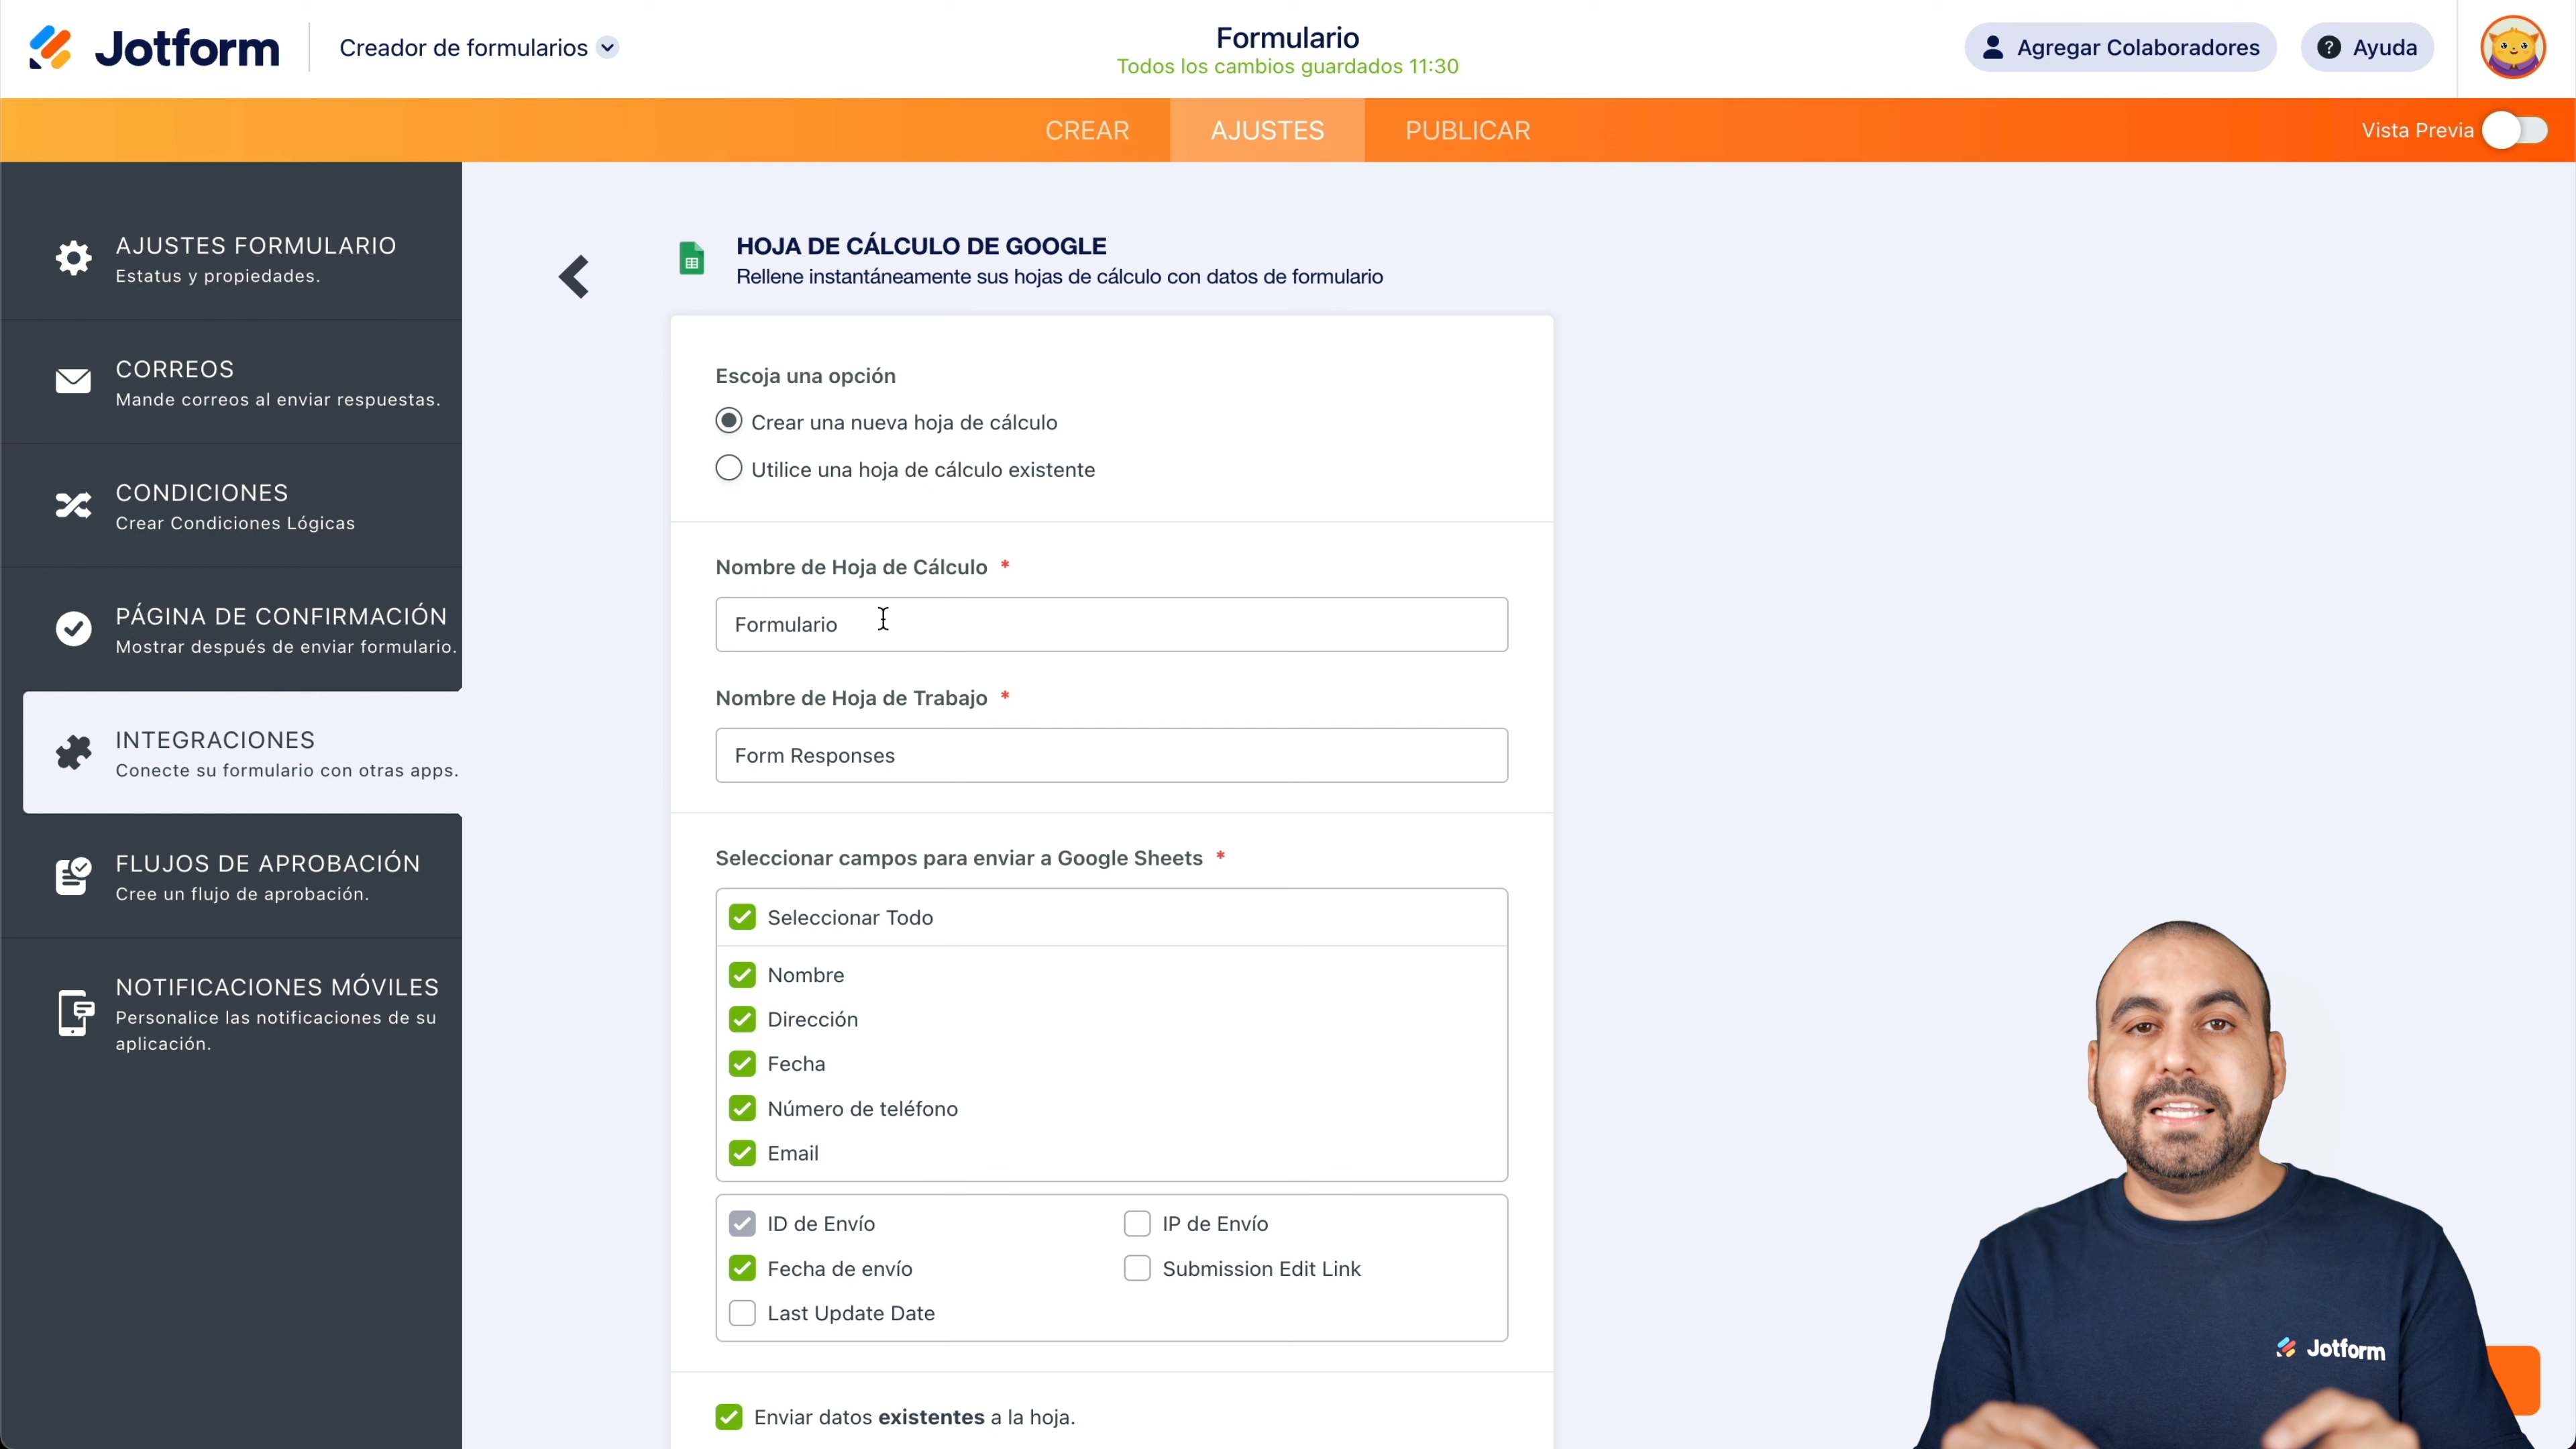 Jotform
Creador de formularios
Formulario
Todos los cambios guardados 11:30
Agregar Colaboradores
? Ayuda
CREAR
AJUSTES
PUBLICAR
Vista Previa
AJUSTES FORMULARIO
Estatus y propiedades.
CORREOS
Mande correos al enviar respuestas.
CONDICIONES
Crear Condiciones Lógicas
PÁGINA DE CONFIRMACIÓN
Mostrar después de enviar formulario.
INTEGRACIONES
Conecte su formulario con otras apps.
FLUJOS DE APROBACIÓN
Cree un flujo de aprobación.
NOTIFICACIONES MÓVILES
Personalice las notificaciones de su
aplicación.
HOJA DE CÁLCULO DE GOOGLE
Rellene instantáneamente sus hojas de cálculo con datos de formulario
Escoja una opción
Crear una nueva hoja de cálculo
Utilice una hoja de cálculo existente
Nombre de Hoja de Cálculo *
Formulario
Nombre de Hoja de Trabajo *
Form Responses
Seleccionar campos para enviar a Google Sheets *
Seleccionar Todo
Nombre
Dirección
Fecha
Número de teléfono
Email
ID de Envío
IP de Envío
Fecha de envío
Submission Edit Link
Last Update Date
Enviar datos existentes a la hoja.
Jotform